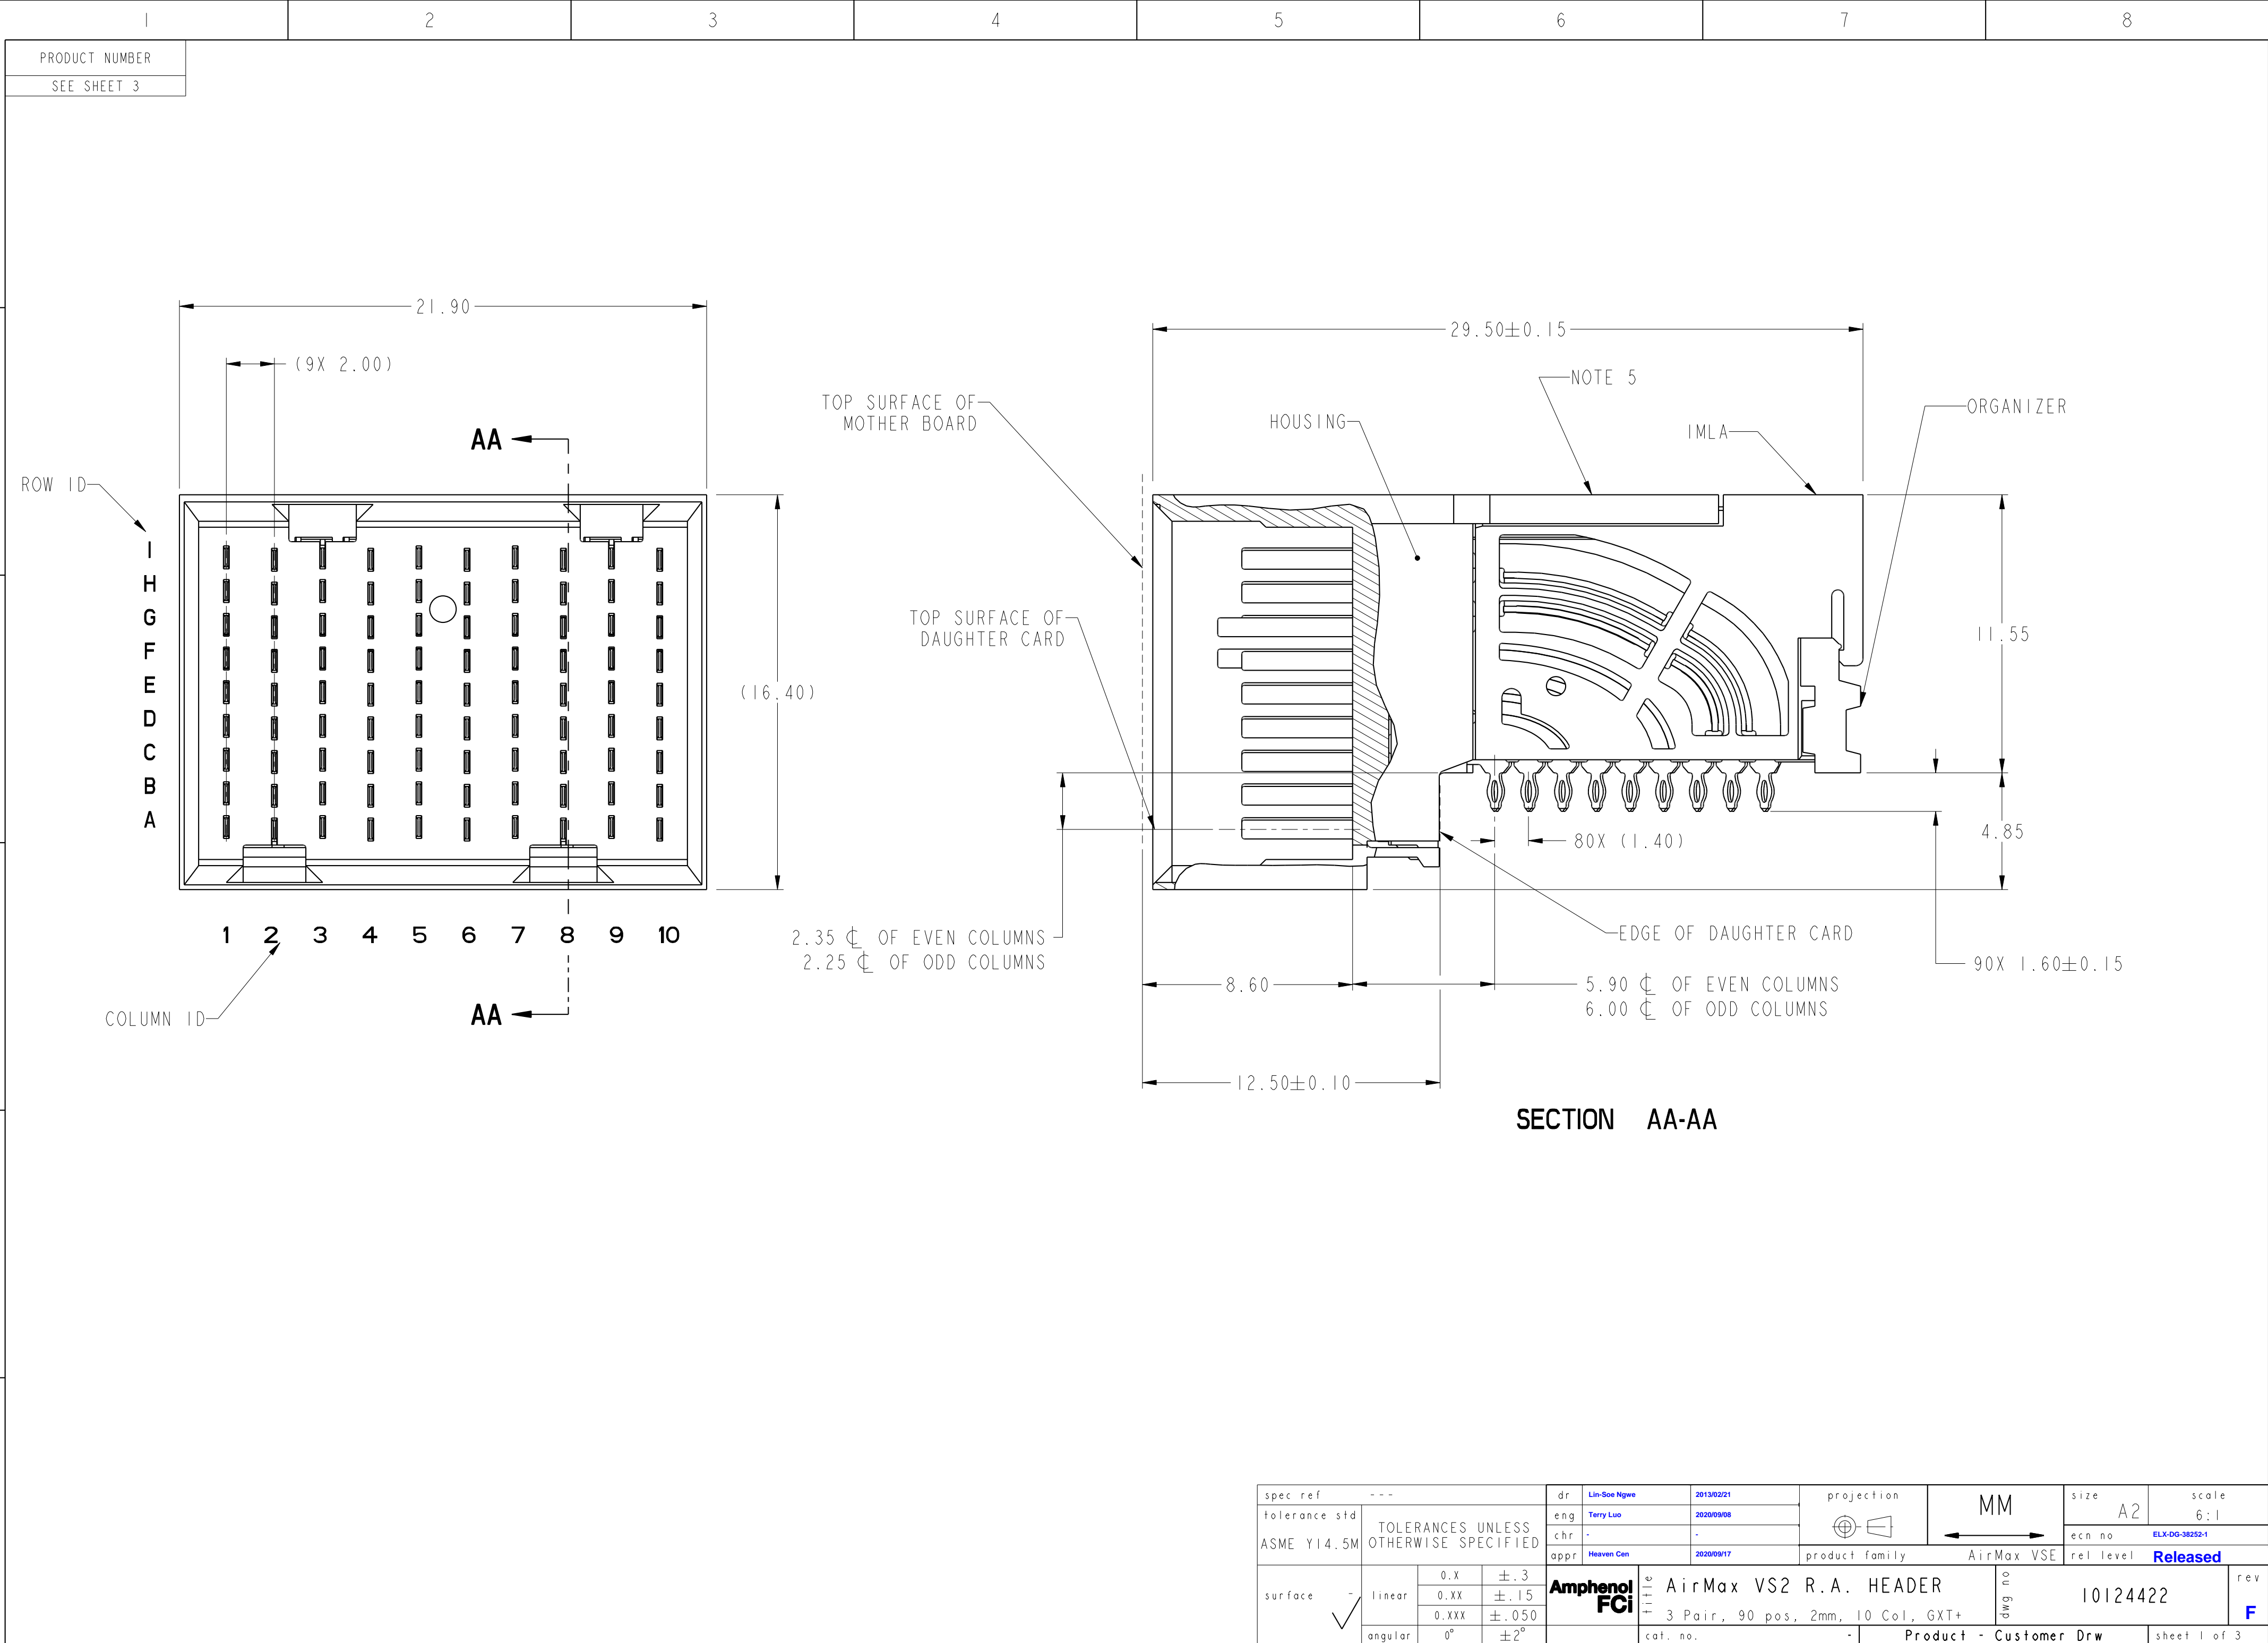 1 2 3 4 5 6 7 8
PRODUCT NUMBER
SEE SHEET 3
21.90
29.50±0.15
(9X 2.00)
NOTE 5
TOP SURFACE OF
MOTHER BOARD
HOUSING
IMLA
ORGANIZER
AA
ROW ID
I
H
G
F
E
D
C
B
A
(16.40)
TOP SURFACE OF
DAUGHTER CARD
11.55
80X (1.40)
4.85
1 2 3 4 5 6 7 8 9 10
2.35 ℄ OF EVEN COLUMNS
2.25 ℄ OF ODD COLUMNS
EDGE OF DAUGHTER CARD
90X 1.60±0.15
8.60
5.90 ℄ OF EVEN COLUMNS
6.00 ℄ OF ODD COLUMNS
COLUMN ID
AA
12.50±0.10
SECTION AA-AA
spec ref ---
tolerance std
ASME Y14.5M
TOLERANCES UNLESS
OTHERWISE SPECIFIED
surface -
linear
0.X ±.3
0.XX ±.15
0.XXX ±.050
angular 0° ±2°
dr Lin-Soe Ngwe 2013/02/21
eng Terry Luo 2020/09/08
chr - -
appr Heaven Cen 2020/09/17
projection
MM
size A2
scale 6:1
ecn no ELX-DG-38252-1
product family AirMax VSE
rel level Released
Amphenol
FCi
title
AirMax VS2 R.A. HEADER
3 Pair, 90 pos, 2mm, 10 Col, GXT+
dwg no
10124422
rev
F
cat. no. -
Product - Customer Drw
sheet 1 of 3